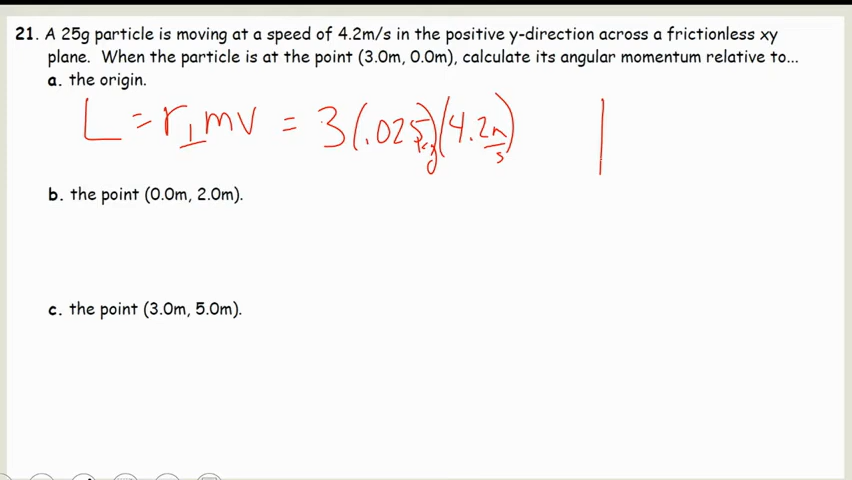 21. A 25g particle is moving at a speed of 4.2m/s in the positive y-direction across a frictionless xy
plane. When the particle is at the point (3.0m, 0.0m), calculate its angular momentum relative to...
a. the origin.
L = r⊥mv = 3(.025kg)(4.2m/s)
b. the point (0.0m, 2.0m).
c. the point (3.0m, 5.0m).